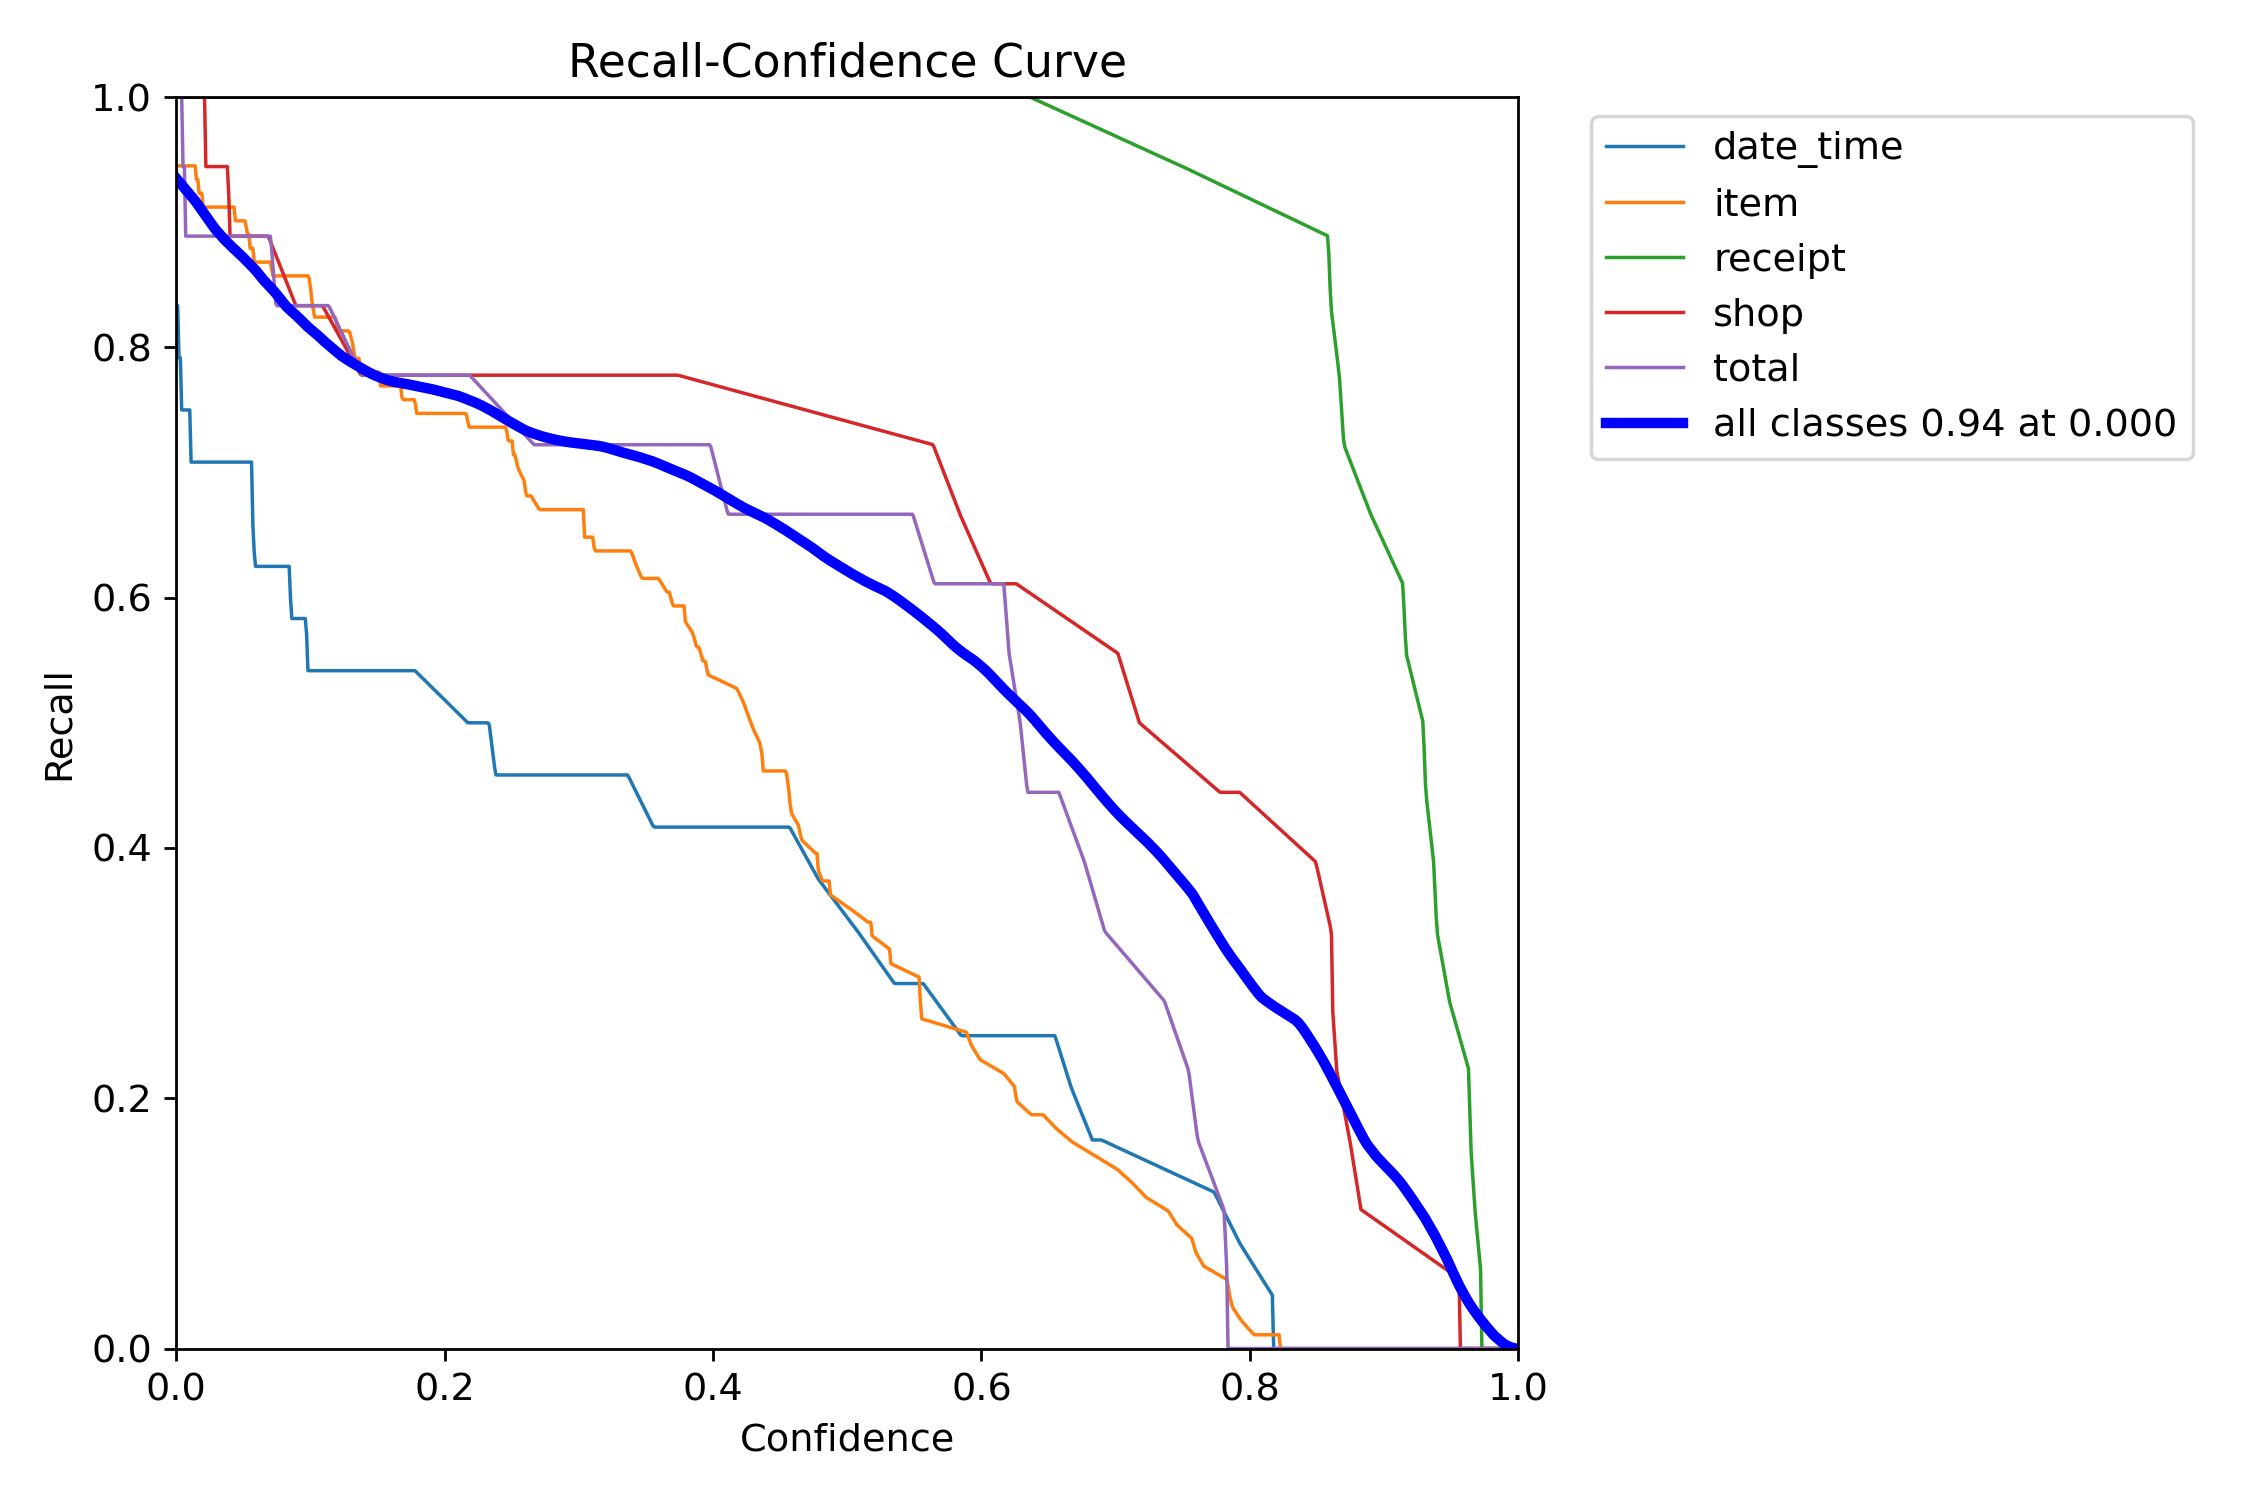 Recall-Confidence Curve
1.0
0.8
0.6
0.4
0.2
0.0
Recall
0.0 0.2 0.4 0.6 0.8 1.0
Confidence
date_time
item
receipt
shop
total
all classes 0.94 at 0.000